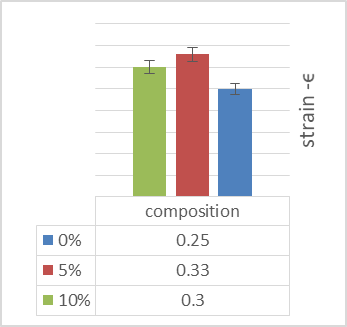 strain -ϵ
composition
0% 0.25
5% 0.33
10% 0.3